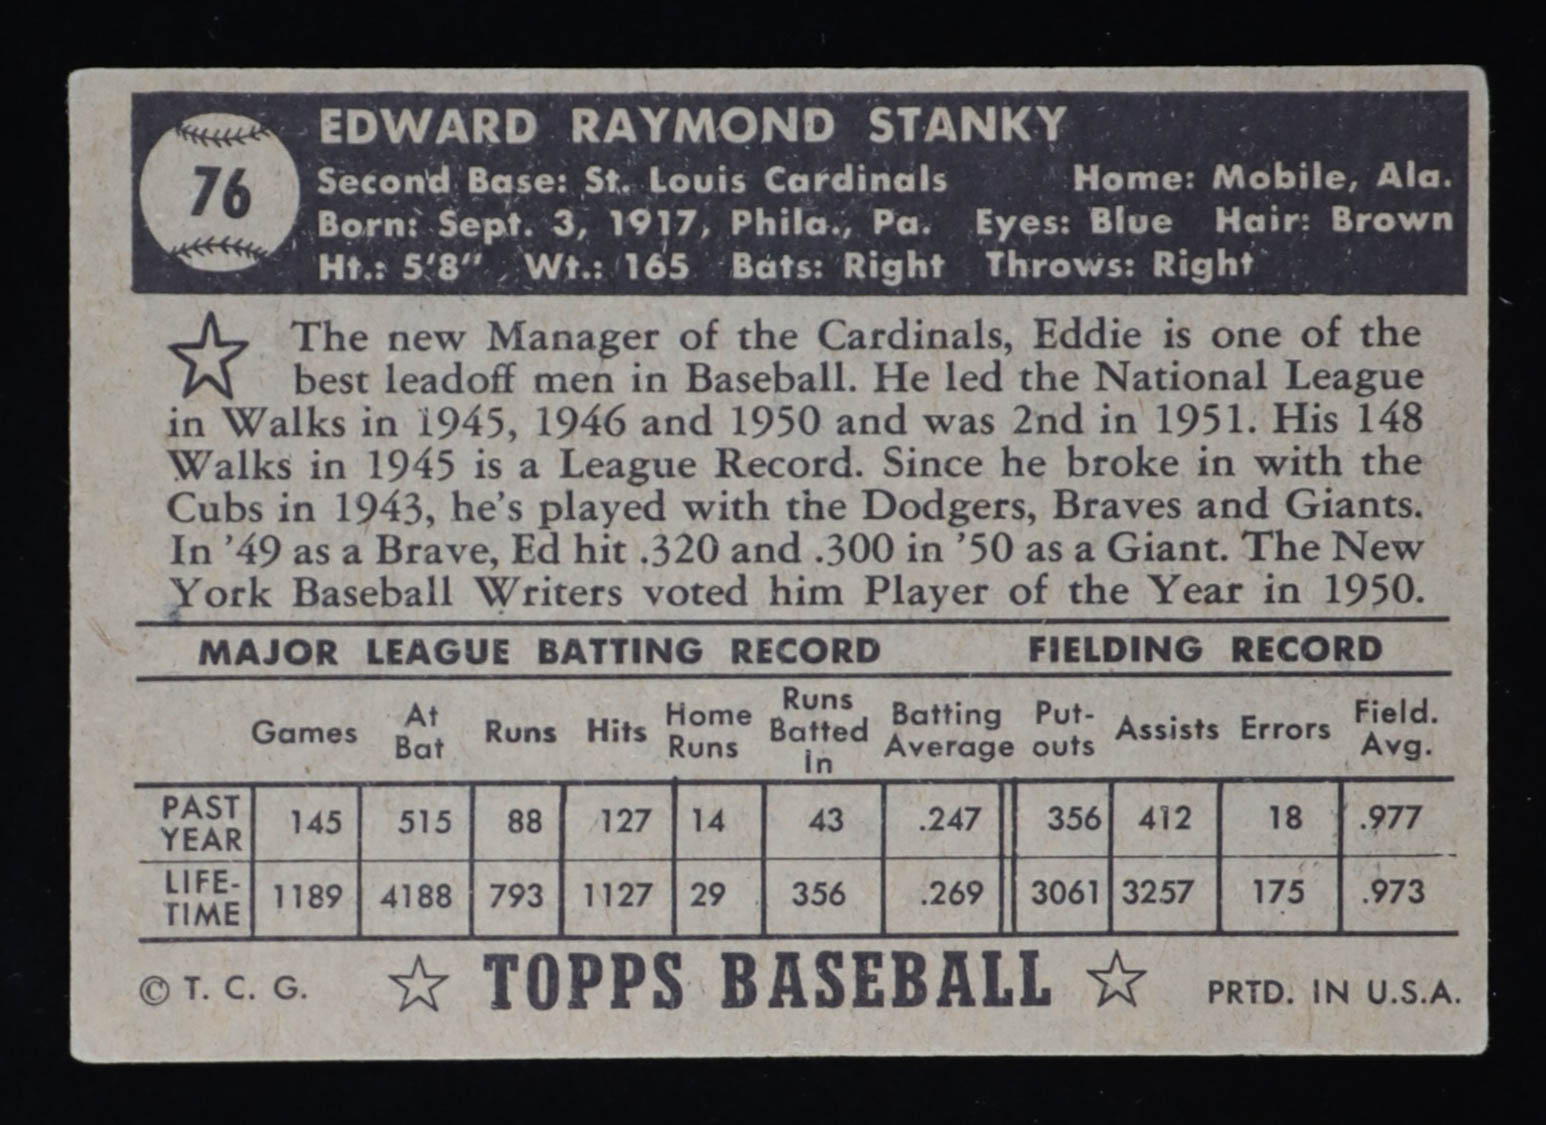 76
EDWARD RAYMOND STANKY
Second Base: St. Louis Cardinals Home: Mobile, Ala.
Born: Sept. 3, 1917, Phila., Pa. Eyes: Blue Hair: Brown
Ht.: 5'8" Wt.: 165 Bats: Right Throws: Right
The new Manager of the Cardinals, Eddie is one of the
best leadoff men in Baseball. He led the National League
in Walks in 1945, 1946 and 1950 and was 2nd in 1951. His 148
Walks in 1945 is a League Record. Since he broke in with the
Cubs in 1943, he's played with the Dodgers, Braves and Giants.
In '49 as a Brave, Ed hit .320 and .300 in '50 as a Giant. The New
York Baseball Writers voted him Player of the Year in 1950.
MAJOR LEAGUE BATTING RECORD FIELDING RECORD
Games At Bat Runs Hits Home Runs Runs Batted In Batting Average Put-outs Assists Errors Field. Avg.
PAST YEAR 145 515 88 127 14 43 .247 356 412 18 .977
LIFE-TIME 1189 4188 793 1127 29 356 .269 3061 3257 175 .973
© T. C. G. TOPPS BASEBALL PRTD. IN U.S.A.